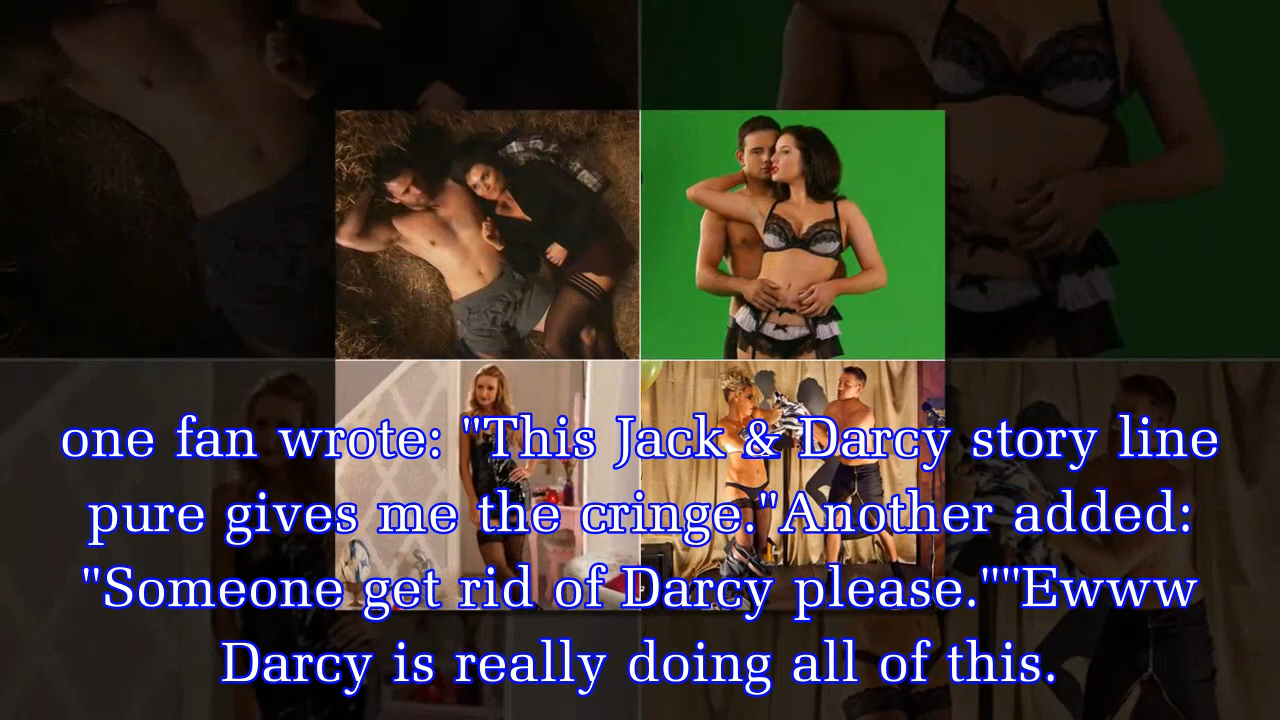 one fan wrote: "This Jack & Darcy story line
pure gives me the cringe."Another added:
"Someone get rid of Darcy please.""Ewww
Darcy is really doing all of this.